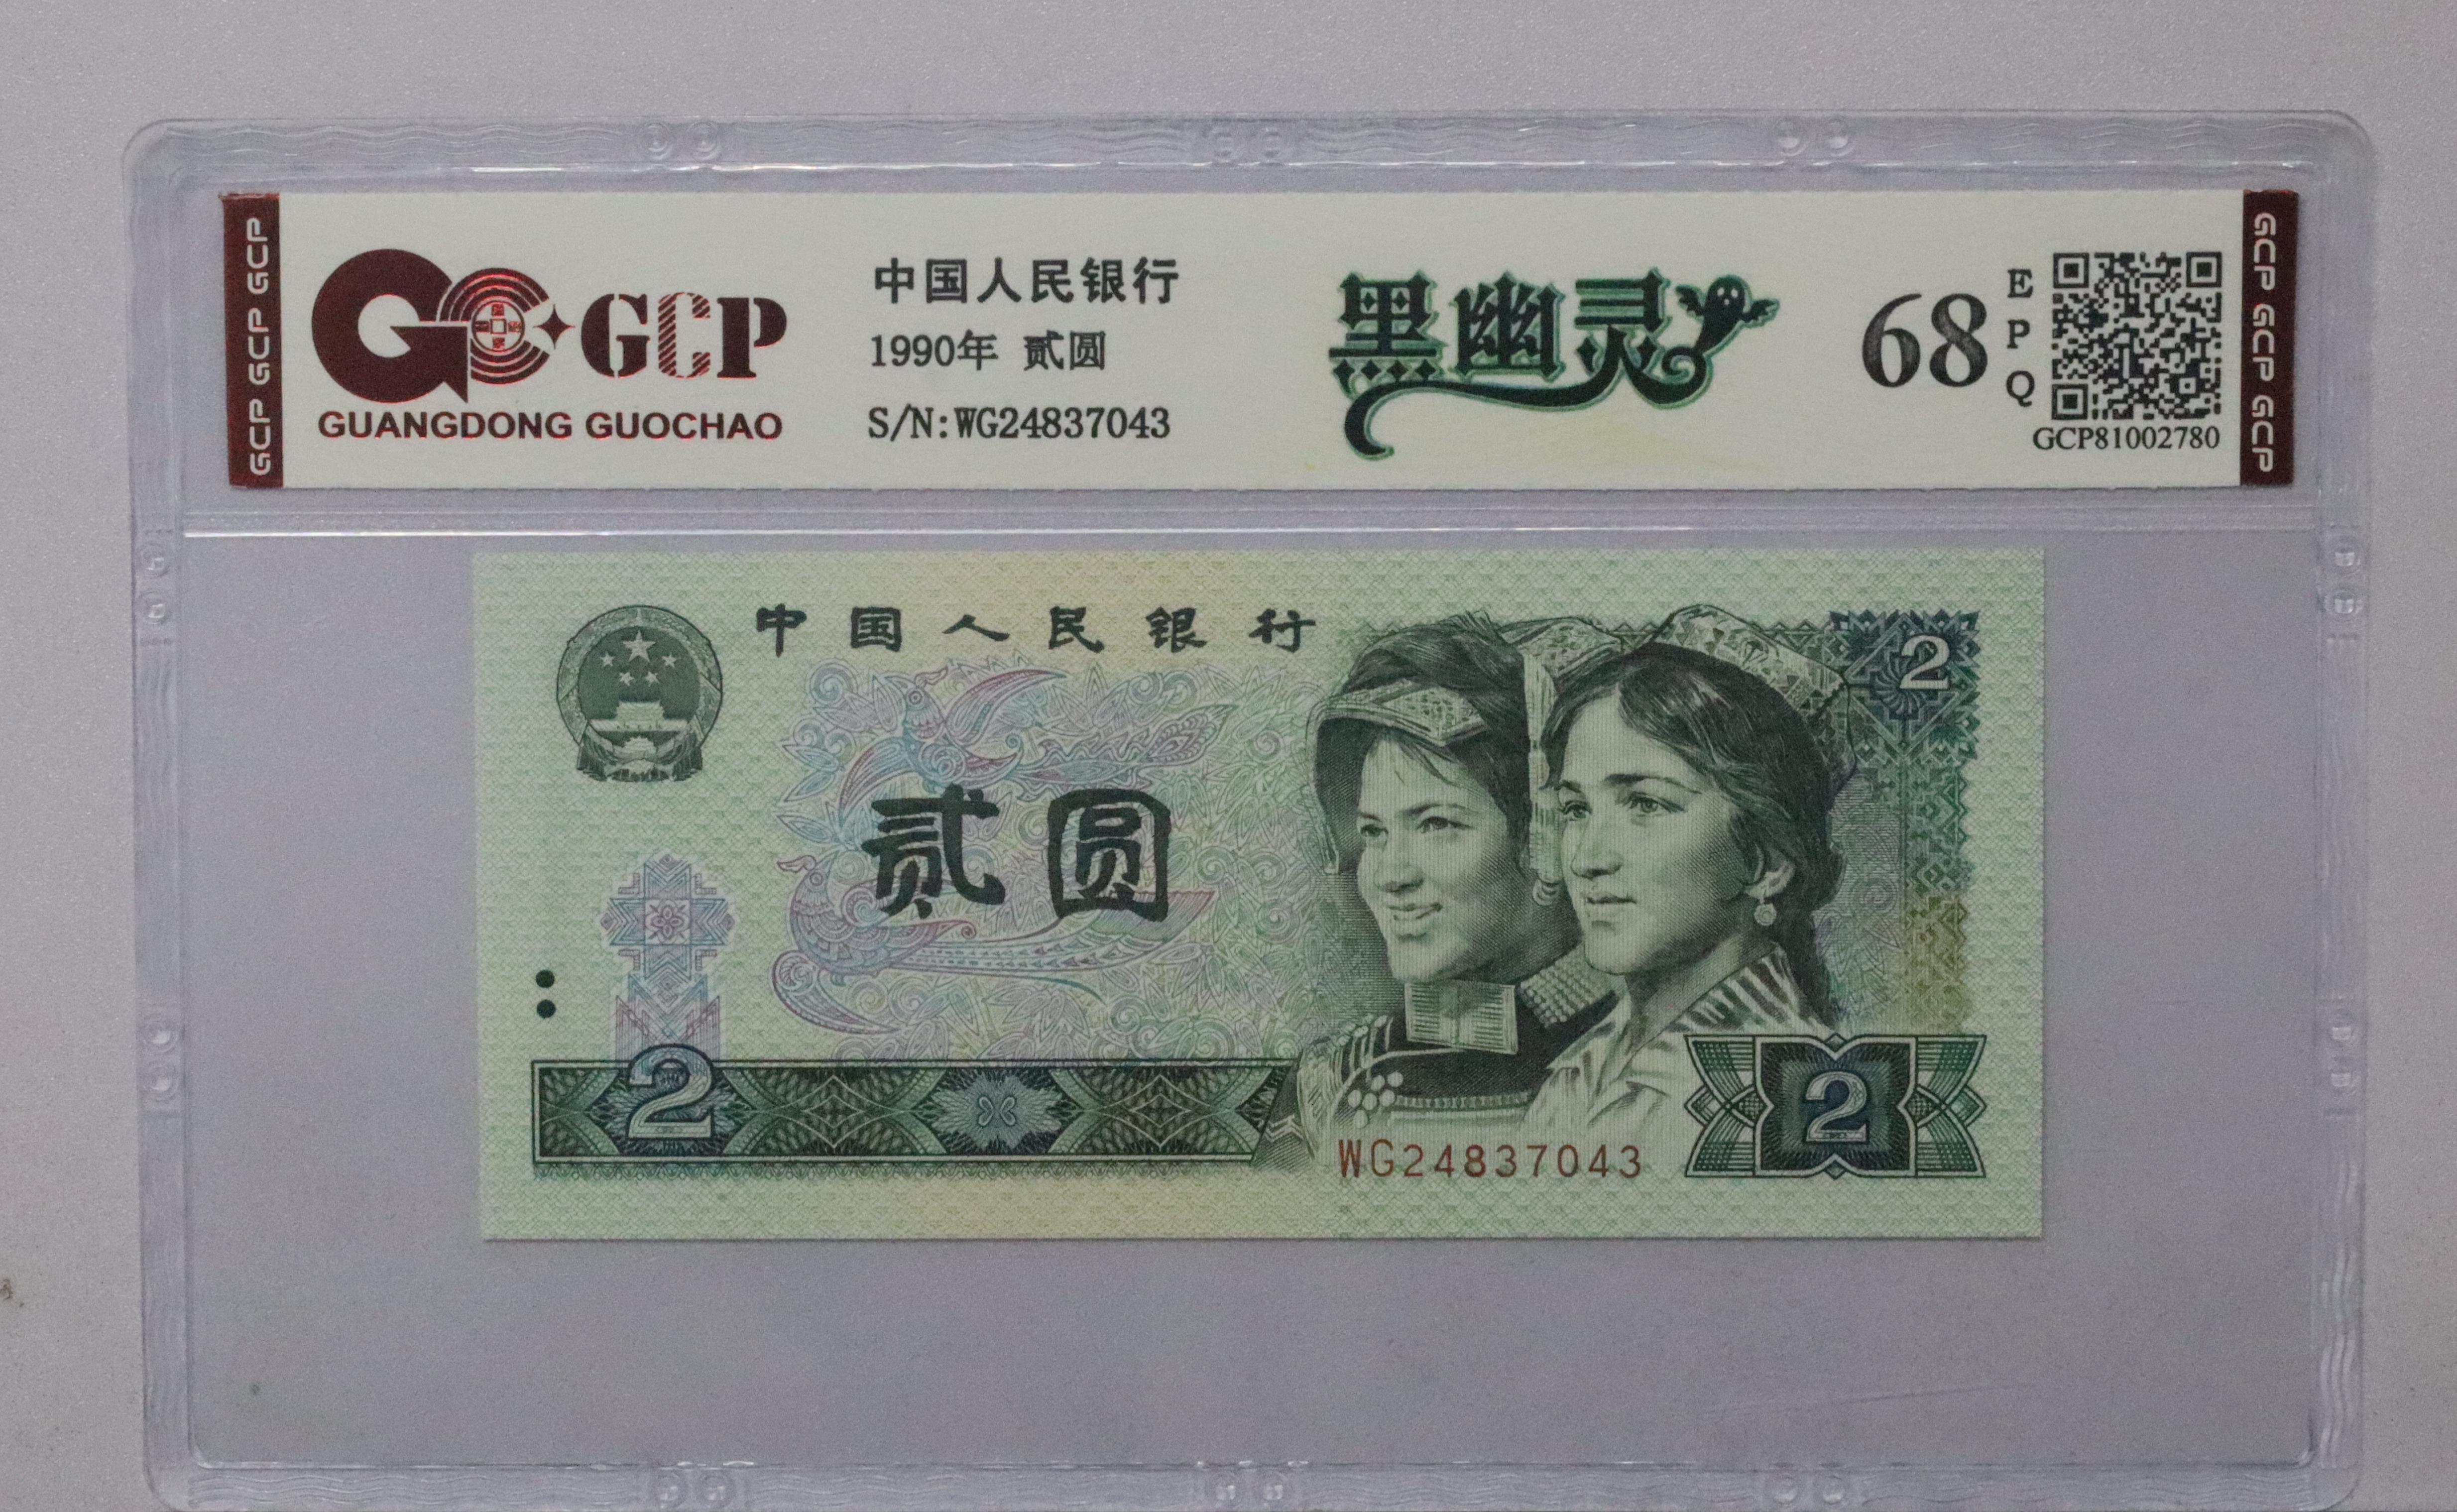 GCP GCP GCP
GCP
GUANGDONG GUOCHAO
中国人民银行
1990年 贰圆
S/N:WG24837043
黑幽灵
68
EPQ
GCP81002780
GCP GCP GCP
中国人民银行
2
贰圆
2
WG24837043
2